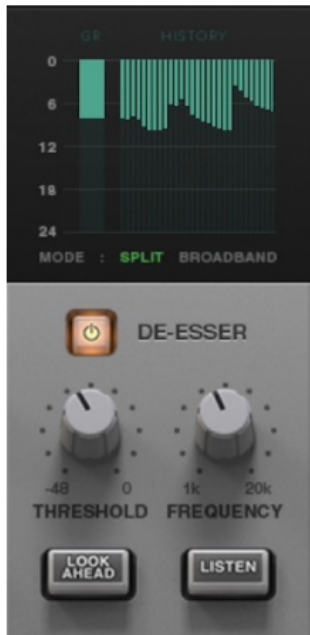 GR HISTORY
0
6
12
18
24
MODE : SPLIT BROADBAND
DE-ESSER
-48 0 1k 20k
THRESHOLD FREQUENCY
LOOK AHEAD LISTEN